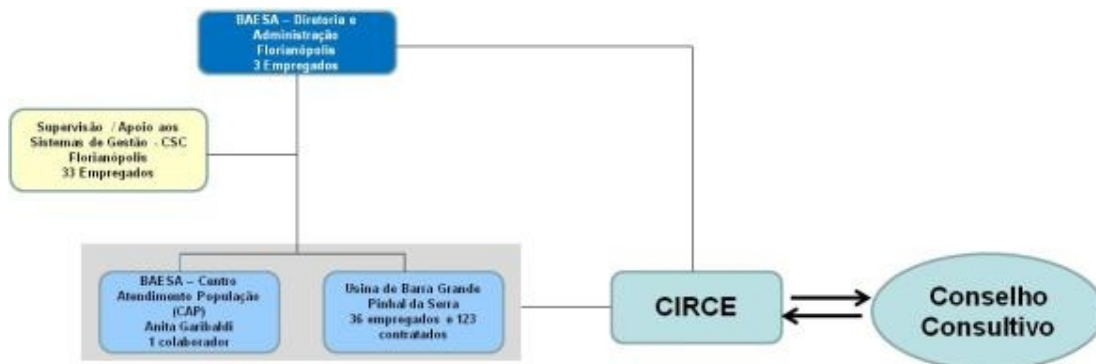 BAESA – Diretoria e
Administração
Florianópolis
3 Empregados
Supervisão / Apoio aos
Sistemas de Gestão - CSC
Florianópolis
33 Empregados
BAESA – Centro
Atendimento População
(CAP)
Anita Garibaldi
1 colaborador
Usina de Barra Grande
Pinhal da Serra
36 empregados e 123
contratados
CIRCE
Conselho
Consultivo